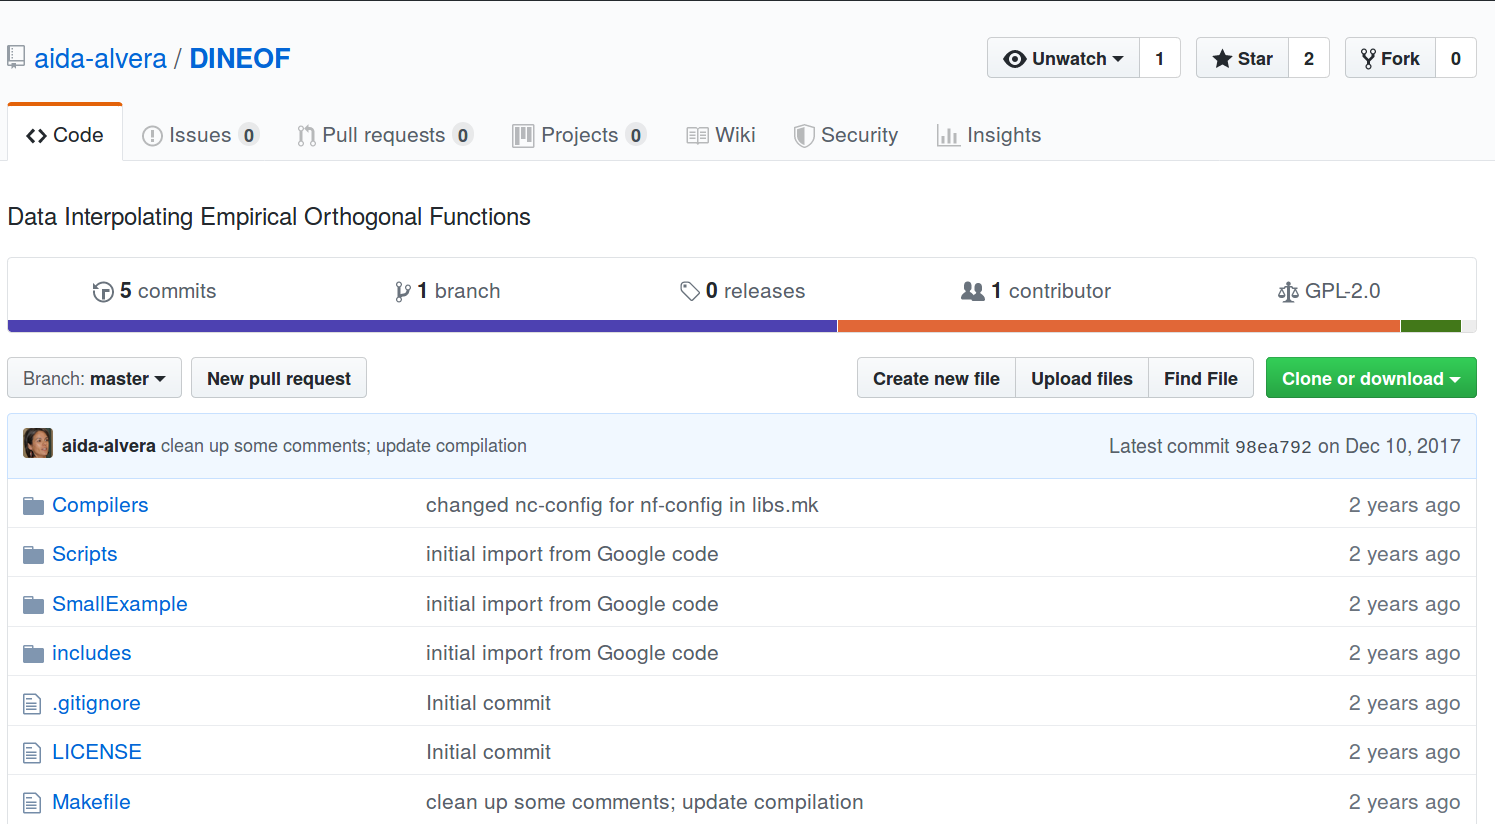 aida-alvera / DINEOF
Unwatch 1 Star 2 Fork 0
Code Issues 0 Pull requests 0 Projects 0 Wiki Security Insights
Data Interpolating Empirical Orthogonal Functions
5 commits 1 branch 0 releases 1 contributor GPL-2.0
Branch: master New pull request Create new file Upload files Find File Clone or download
aida-alvera clean up some comments; update compilation Latest commit 98ea792 on Dec 10, 2017
Compilers changed nc-config for nf-config in libs.mk 2 years ago
Scripts initial import from Google code 2 years ago
SmallExample initial import from Google code 2 years ago
includes initial import from Google code 2 years ago
.gitignore Initial commit 2 years ago
LICENSE Initial commit 2 years ago
Makefile clean up some comments; update compilation 2 years ago